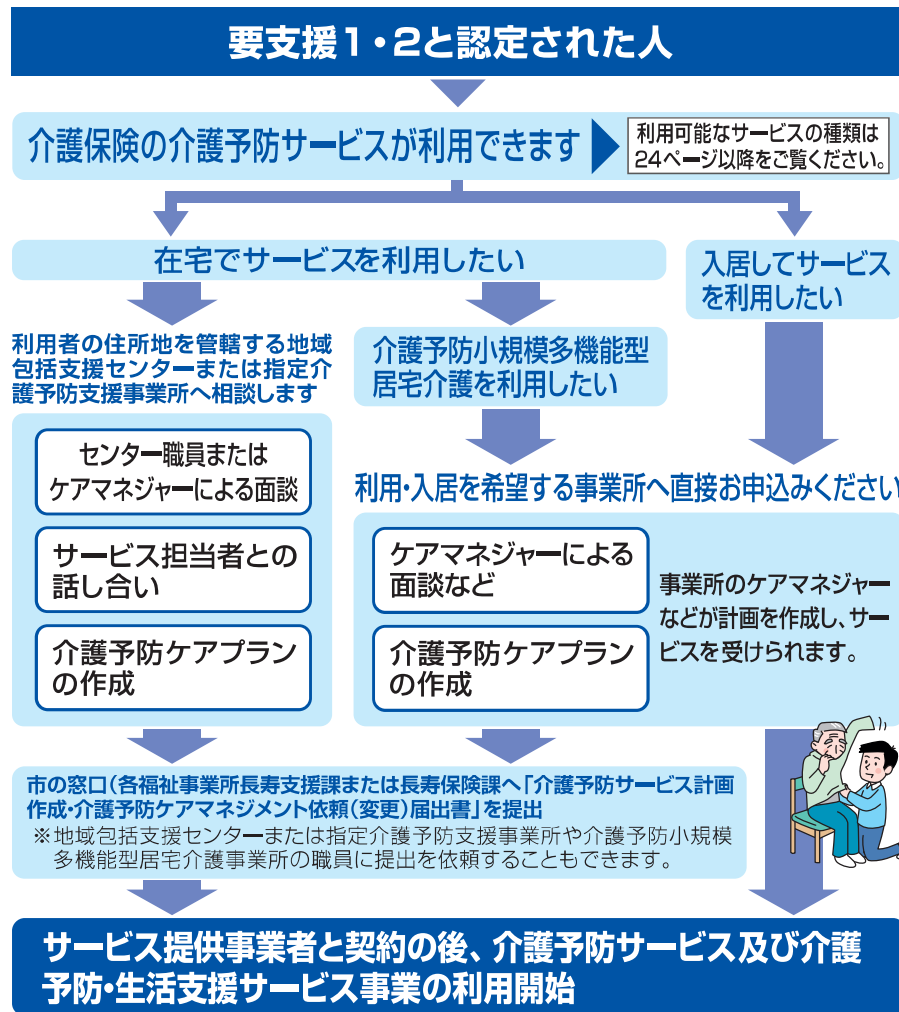 要支援1・2と認定された人
介護保険の介護予防サービスが利用できます
利用可能なサービスの種類は
24ページ以降をご覧ください。
在宅でサービスを利用したい
入居してサービス
を利用したい
利用者の住所地を管轄する地域
包括支援センターまたは指定介
護予防支援事業所へ相談します
介護予防小規模多機能型
居宅介護を利用したい
センター職員または
ケアマネジャーによる面談
サービス担当者との
話し合い
介護予防ケアプラン
の作成
利用・入居を希望する事業所へ直接お申込みください
ケアマネジャーによる
面談など
介護予防ケアプラン
の作成
事業所のケアマネジャー
などが計画を作成し、サー
ビスを受けられます。
市の窓口(各福祉事業所長寿支援課または長寿保険課へ「介護予防サービス計画
作成・介護予防ケアマネジメント依頼(変更)届出書」を提出
※地域包括支援センターまたは指定介護予防支援事業所や介護予防小規模
多機能型居宅介護事業所の職員に提出を依頼することもできます。
サービス提供事業者と契約の後、介護予防サービス及び介護
予防・生活支援サービス事業の利用開始